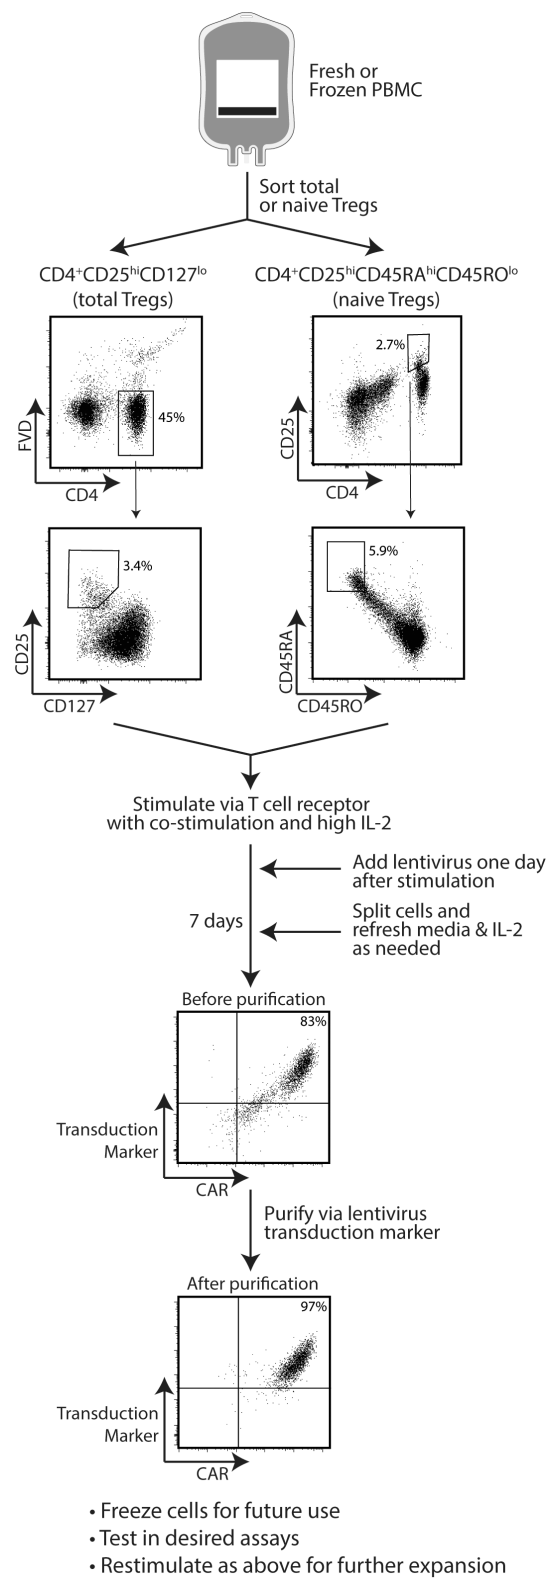 Fresh or
Frozen PBMC
Sort total
or naive Tregs
CD4⁺CD25ʰⁱCD127ˡᵒ
(total Tregs)
CD4⁺CD25ʰⁱCD45RAʰⁱCD45ROˡᵒ
(naive Tregs)
45%
FVD
CD4
2.7%
CD25
CD4
3.4%
CD25
CD127
5.9%
CD45RA
CD45RO
Stimulate via T cell receptor
with co-stimulation and high IL-2
Add lentivirus one day
after stimulation
7 days
Split cells and
refresh media & IL-2
as needed
Before purification
83%
Transduction
Marker
CAR
Purify via lentivirus
transduction marker
After purification
97%
Transduction
Marker
CAR
• Freeze cells for future use
• Test in desired assays
• Restimulate as above for further expansion